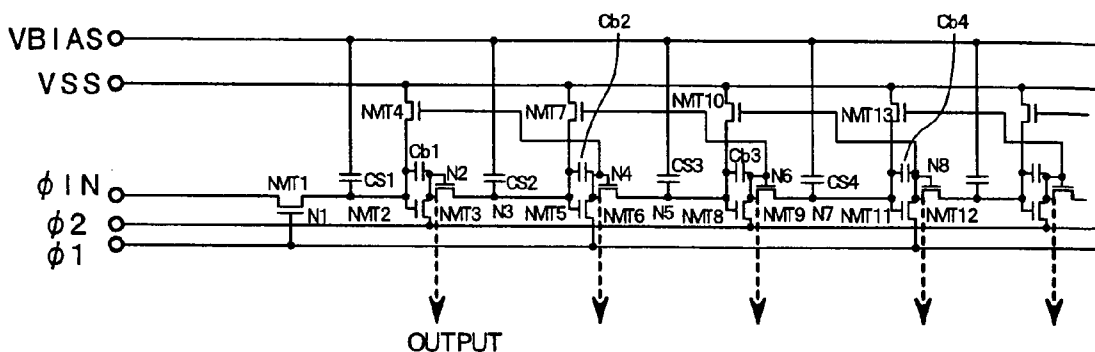 Cb2 Cb4
VBIAS
VSS
NMT4 NMT7 NMT10 NMT13
Cb1 N2 N4 Cb3 N6 N8
CS1 CS2 CS3 CS4
φIN NMT1
N1 NMT2 NMT3 N3 NMT5 NMT6 N5 NMT8 NMT9 N7 NMT11 NMT12
φ2
φ1
OUTPUT